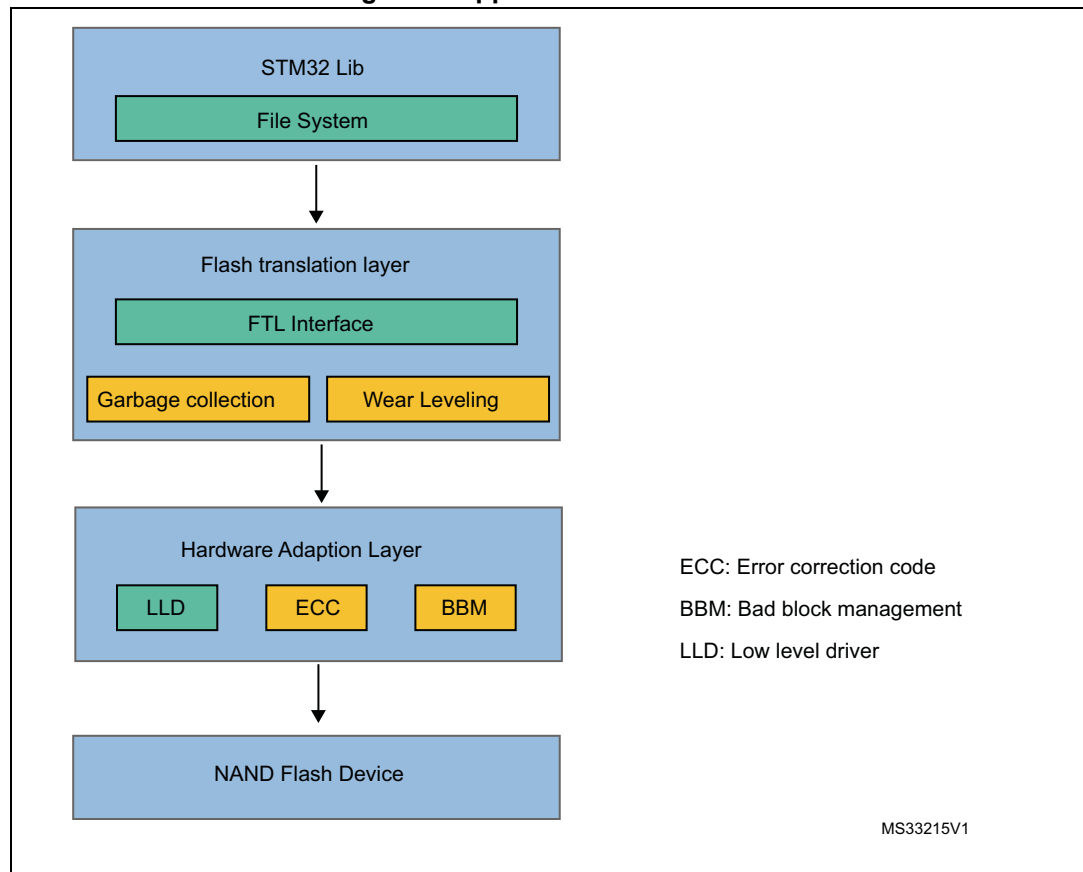 STM32 Lib
File System
Flash translation layer
FTL Interface
Garbage collection
Wear Leveling
Hardware Adaption Layer
LLD
ECC
BBM
ECC: Error correction code
BBM: Bad block management
LLD: Low level driver
NAND Flash Device
MS33215V1